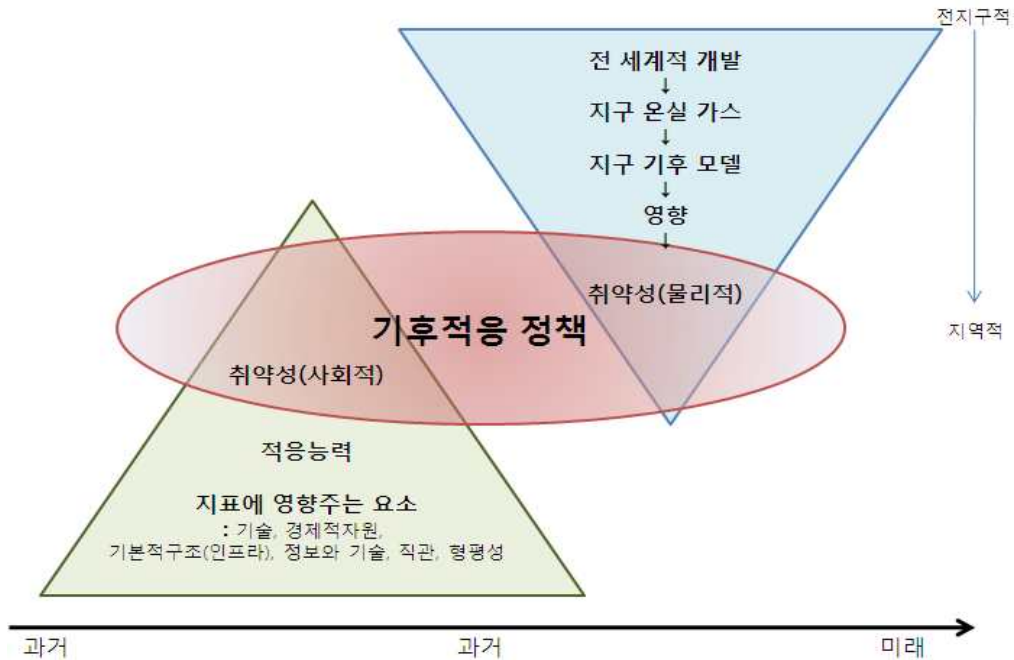 전지구적
전 세계적 개발
↓
지구 온실 가스
↓
지구 기후 모델
↓
영향
↓
취약성(물리적)
지역적
기후적응 정책
취약성(사회적)
적응능력
지표에 영향주는 요소
: 기술, 경제적자원,
기본적구조(인프라), 정보와 기술, 직관, 형평성
과거
과거
미래